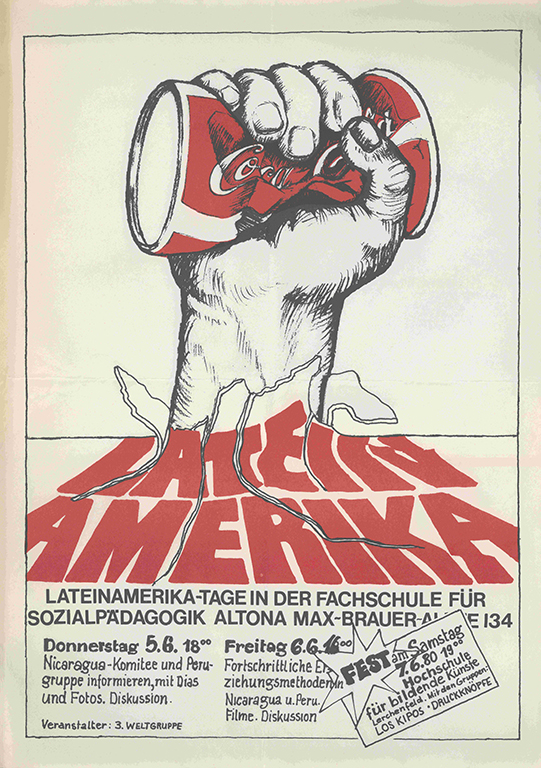 Coca
LATEIN
AMERIKA
LATEINAMERIKA-TAGE IN DER FACHSCHULE FÜR
SOZIALPÄDAGOGIK ALTONA MAX-BRAUER- 134
Donnerstag 5.6. 18⁰⁰
Nicaragua-Komitee und Peru-
gruppe informieren, mit Dias
und Fotos. Diskussion.
Veranstalter: 3. WELTGRUPPE
Freitag 6.6. 16⁰⁰
Fortschrittliche Er-
ziehungsmethoden in
Nicaragua u. Peru.
Filme. Diskussion
FEST am Samstag
7.6.80 19⁰⁰
Hochschule
für bildende Künste
Lerchenfeld. Mit den Gruppen:
LOS KIPOS · DRUCKKNÖPFE